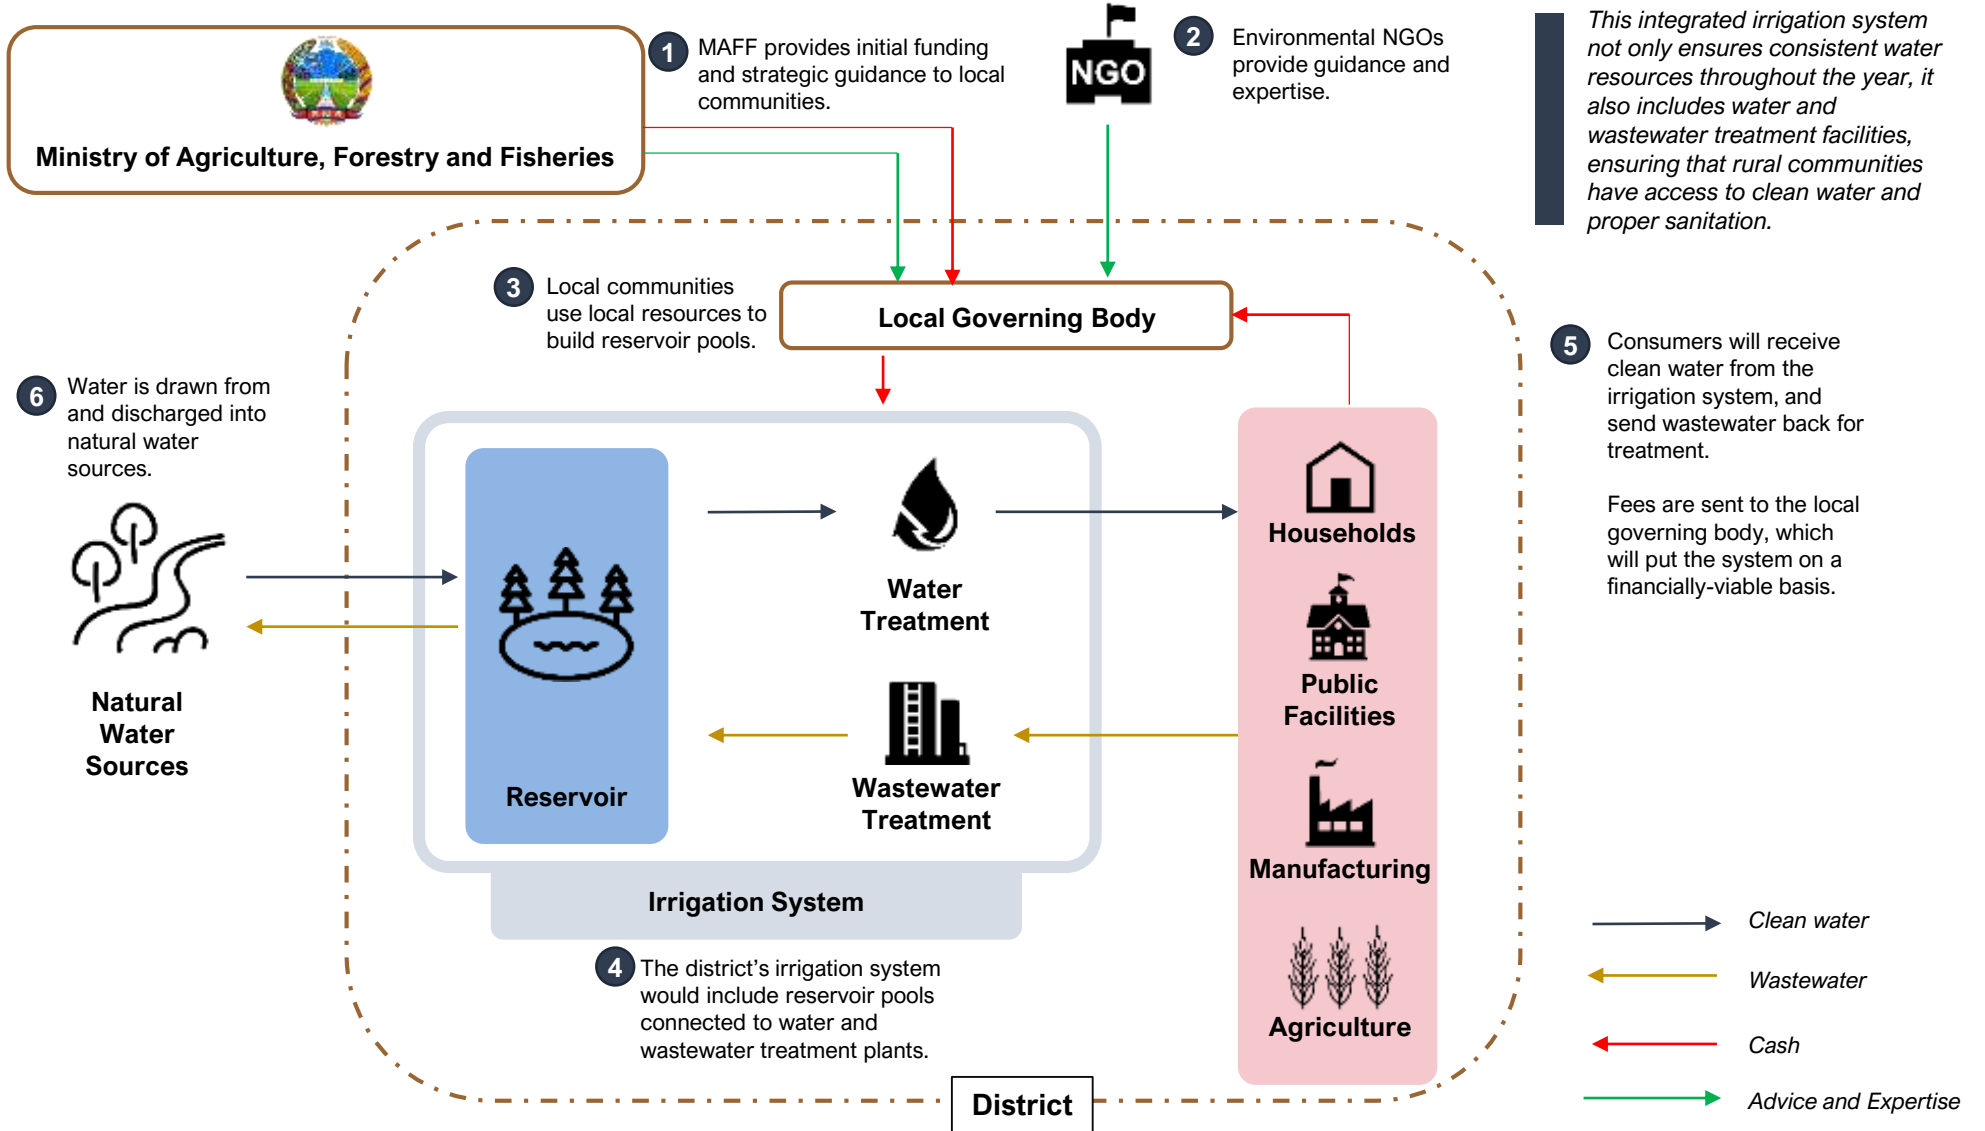 Ministry of Agriculture, Forestry and Fisheries
1
MAFF provides initial funding
and strategic guidance to local
communities.
NGO
2
Environmental NGOs
provide guidance and
expertise.
This integrated irrigation system
not only ensures consistent water
resources throughout the year, it
also includes water and
wastewater treatment facilities,
ensuring that rural communities
have access to clean water and
proper sanitation.
3
Local communities
use local resources to
build reservoir pools.
Local Governing Body
5
Consumers will receive
clean water from the
irrigation system, and
send wastewater back for
treatment.
Fees are sent to the local
governing body, which
will put the system on a
financially-viable basis.
6
Water is drawn from
and discharged into
natural water
sources.
Natural
Water
Sources
Reservoir
Water
Treatment
Wastewater
Treatment
Irrigation System
Households
Public
Facilities
Manufacturing
Agriculture
4
The district's irrigation system
would include reservoir pools
connected to water and
wastewater treatment plants.
District
Clean water
Wastewater
Cash
Advice and Expertise